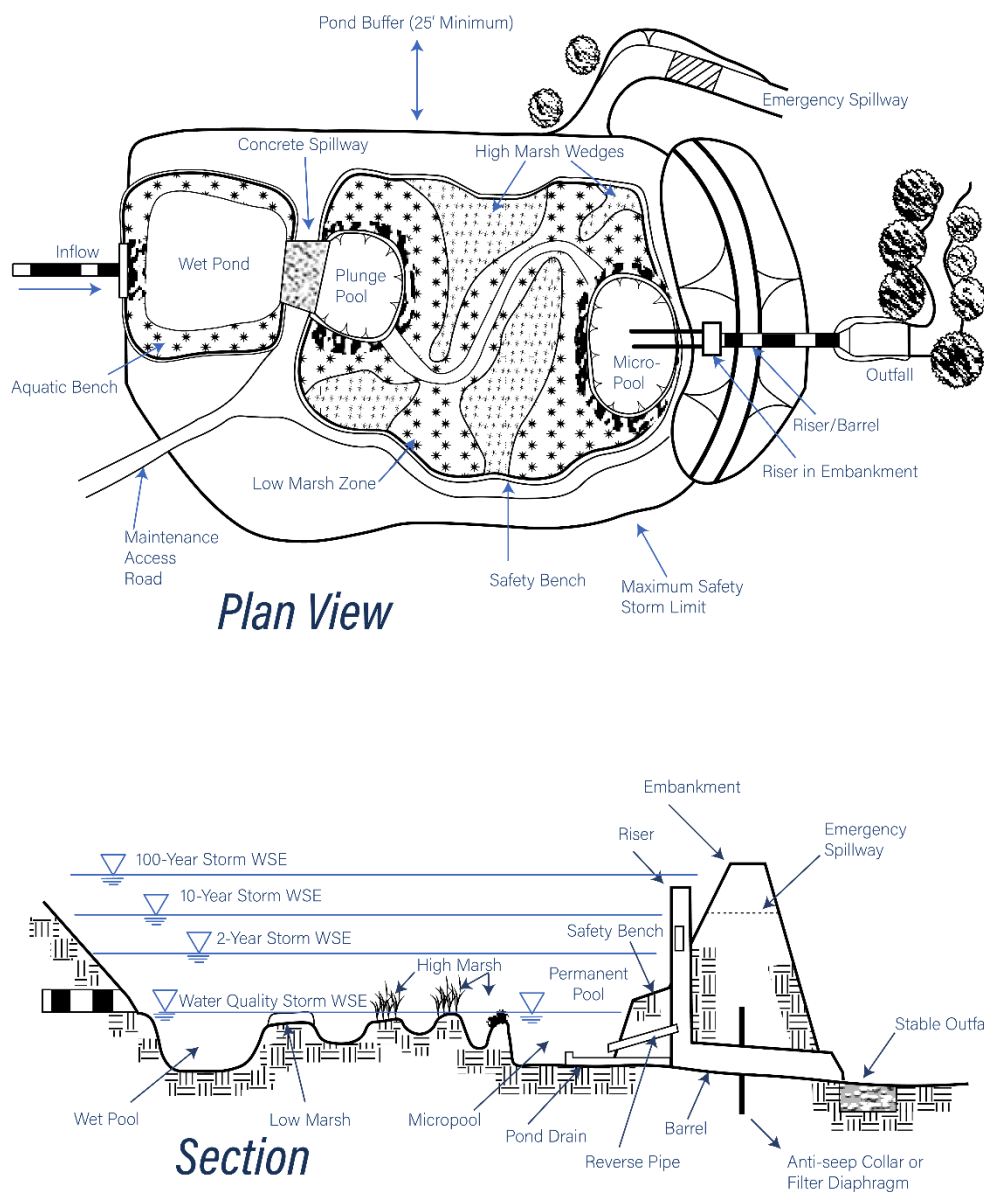 Pond Buffer (25' Minimum)
Emergency Spillway
Concrete Spillway
High Marsh Wedges
Inflow
Wet Pond
Plunge
Pool
Micro-
Pool
Aquatic Bench
Outfall
Riser/Barrel
Riser in Embankment
Low Marsh Zone
Maintenance
Access
Road
Safety Bench
Maximum Safety
Storm Limit
Plan View
Embankment
Riser
Emergency
Spillway
100-Year Storm WSE
10-Year Storm WSE
2-Year Storm WSE
Safety Bench
High Marsh
Permanent
Pool
Water Quality Storm WSE
Stable Outfa
Wet Pool
Low Marsh
Micropool
Pond Drain
Barrel
Reverse Pipe
Anti-seep Collar or
Filter Diaphragm
Section